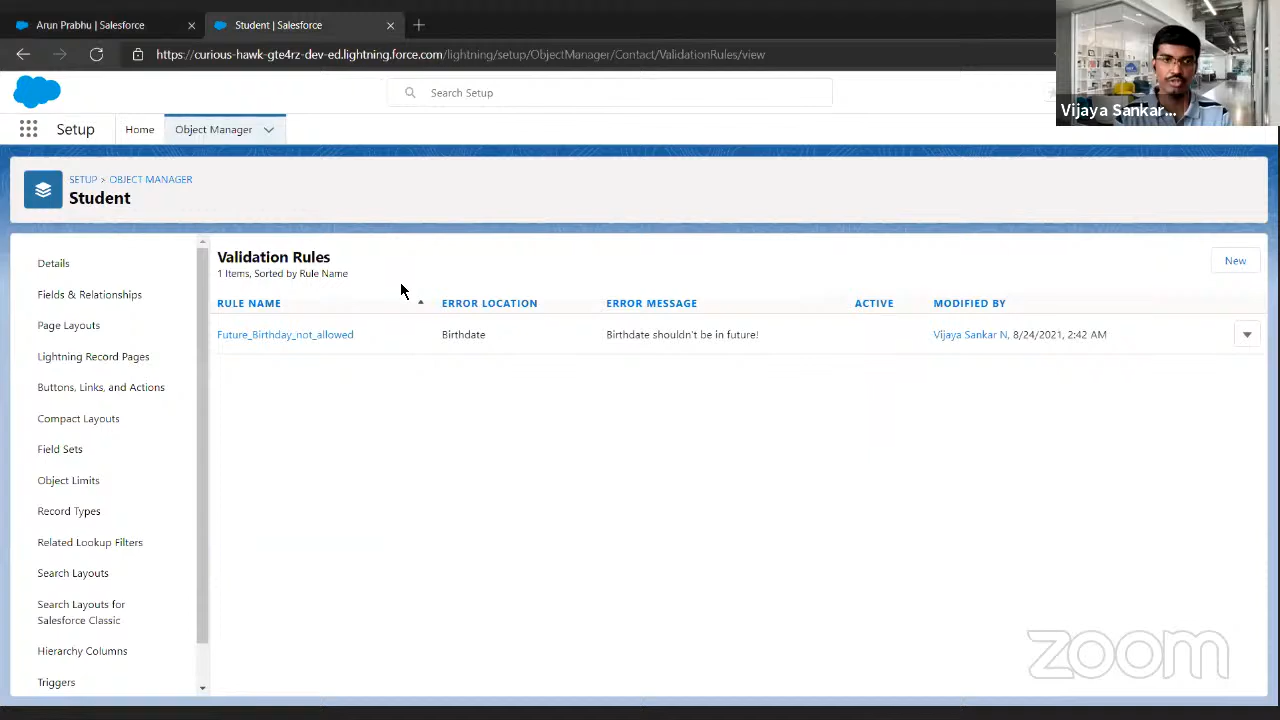 Arun Prabhu | Salesforce
Student | Salesforce
https://curious-hawk-gte4rz-dev-ed.lightning.force.com/lightning/setup/ObjectManager/Contact/ValidationRules/view
Vijaya Sankar...
Search Setup
Setup
Home
Object Manager
SETUP > OBJECT MANAGER
Student
Details
Fields & Relationships
Page Layouts
Lightning Record Pages
Buttons, Links, and Actions
Compact Layouts
Field Sets
Object Limits
Record Types
Related Lookup Filters
Search Layouts
Search Layouts for
Salesforce Classic
Hierarchy Columns
Triggers
Validation Rules
1 Items, Sorted by Rule Name
New
RULE NAME ERROR LOCATION ERROR MESSAGE ACTIVE MODIFIED BY
Future_Birthday_not_allowed Birthdate Birthdate shouldn't be in future! Vijaya Sankar N, 8/24/2021, 2:42 AM
zoom